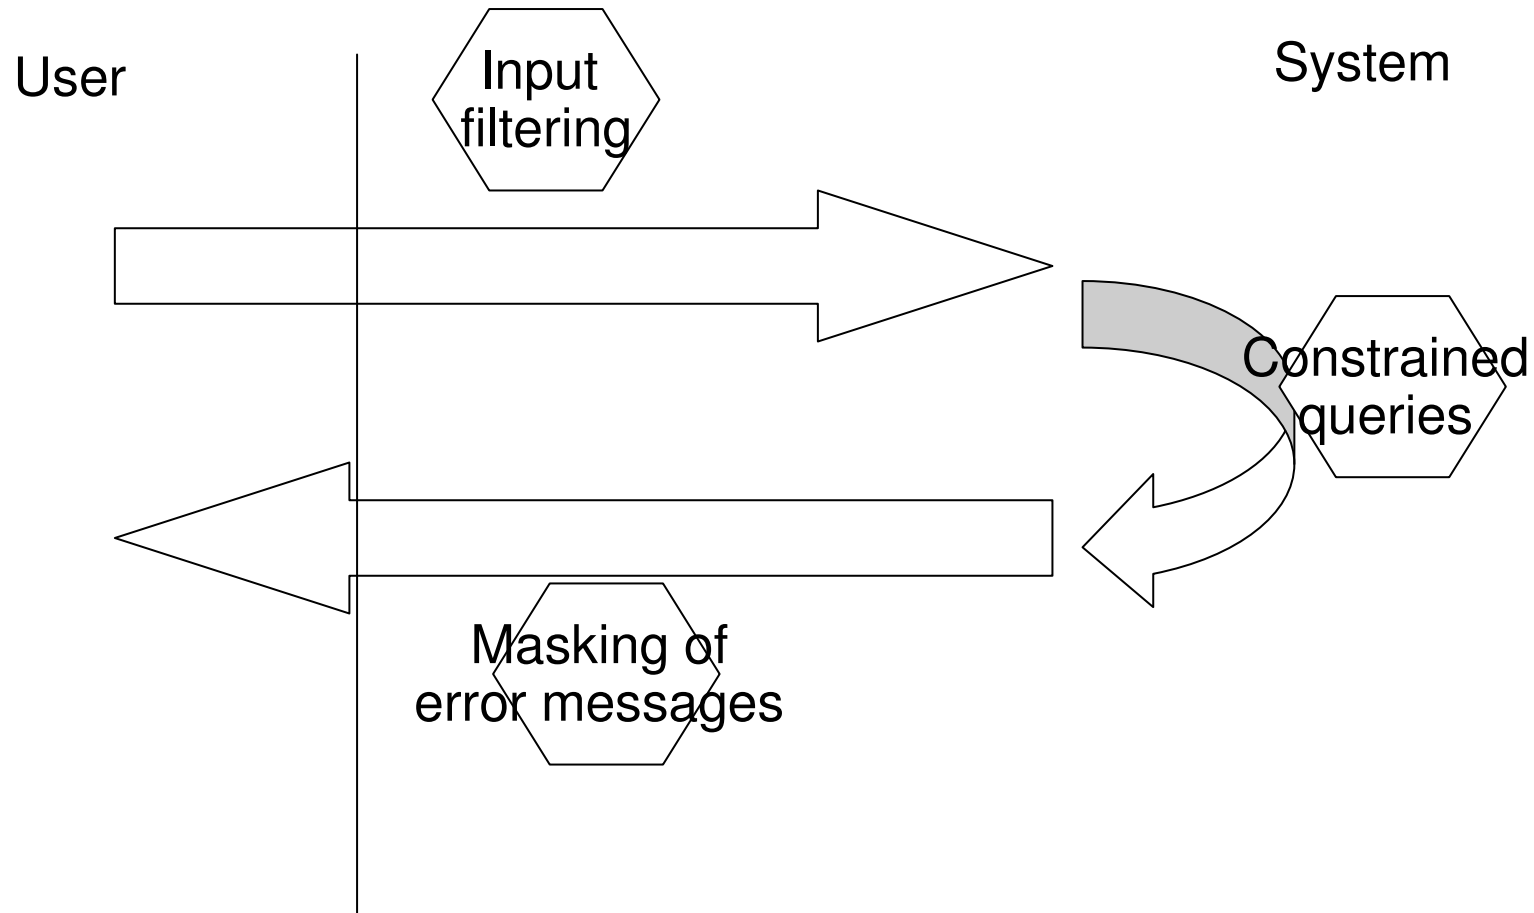 User
Input
filtering
System
Constrained
queries
Masking of
error messages